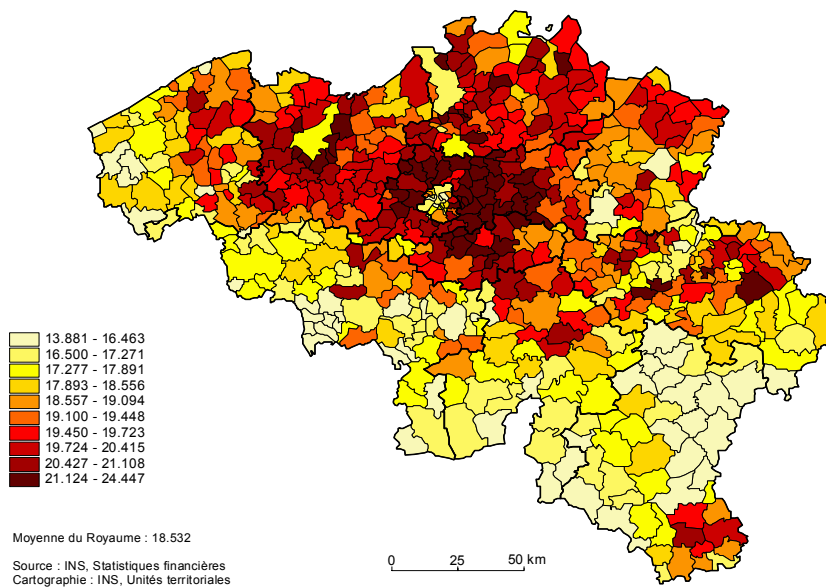 13.881 - 16.463
16.500 - 17.271
17.277 - 17.891
17.893 - 18.556
18.557 - 19.094
19.100 - 19.448
19.450 - 19.723
19.724 - 20.415
20.427 - 21.108
21.124 - 24.447
Moyenne du Royaume : 18.532
Source : INS, Statistiques financières
Cartographie : INS, Unités territoriales
0 25 50 km